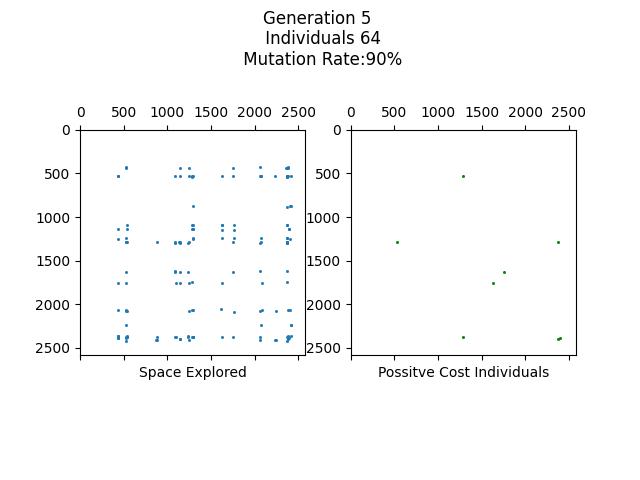 Generation 5
Individuals 64
Mutation Rate:90%
0 500 1000 1500 2000 2500
0 500 1000 1500 2000 2500
0
500
1000
1500
2000
2500
0
500
1000
1500
2000
2500
Space Explored
Possitve Cost Individuals